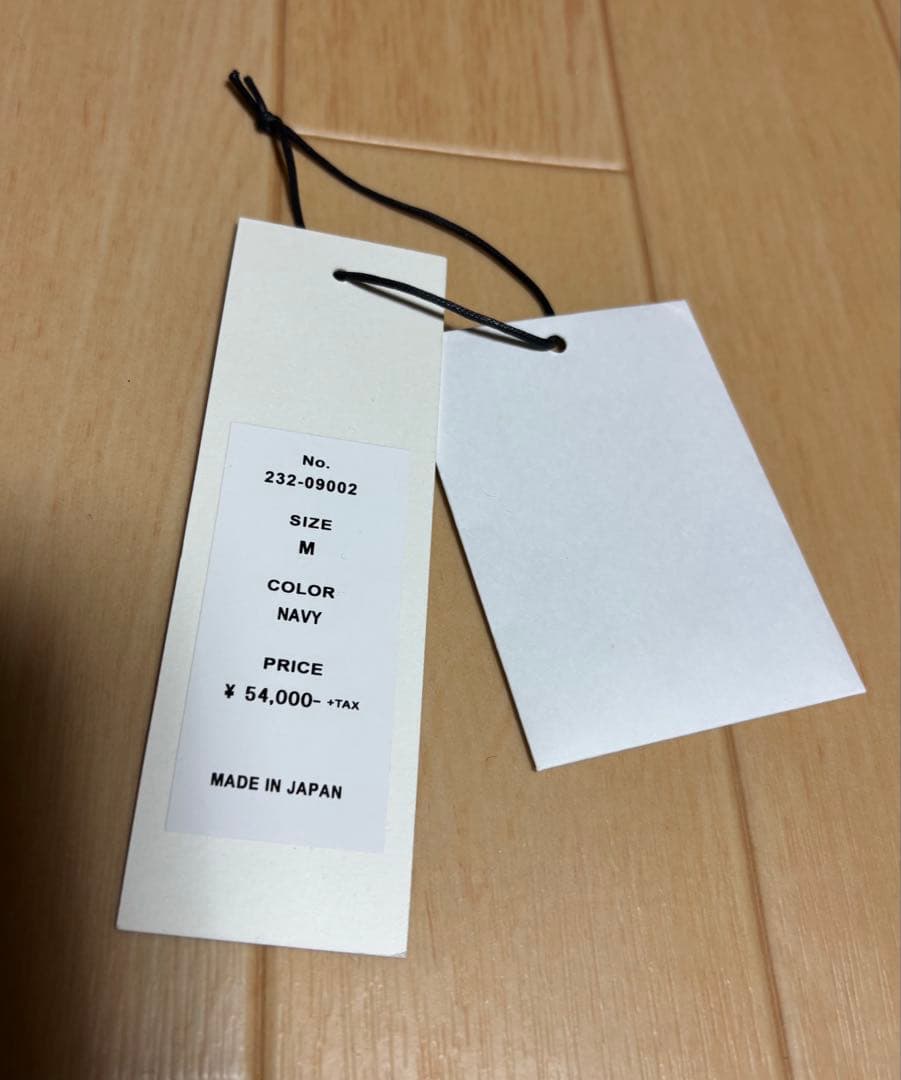 No.
232-09002
SIZE
M
COLOR
NAVY
PRICE
¥ 54,000- +TAX
MADE IN JAPAN